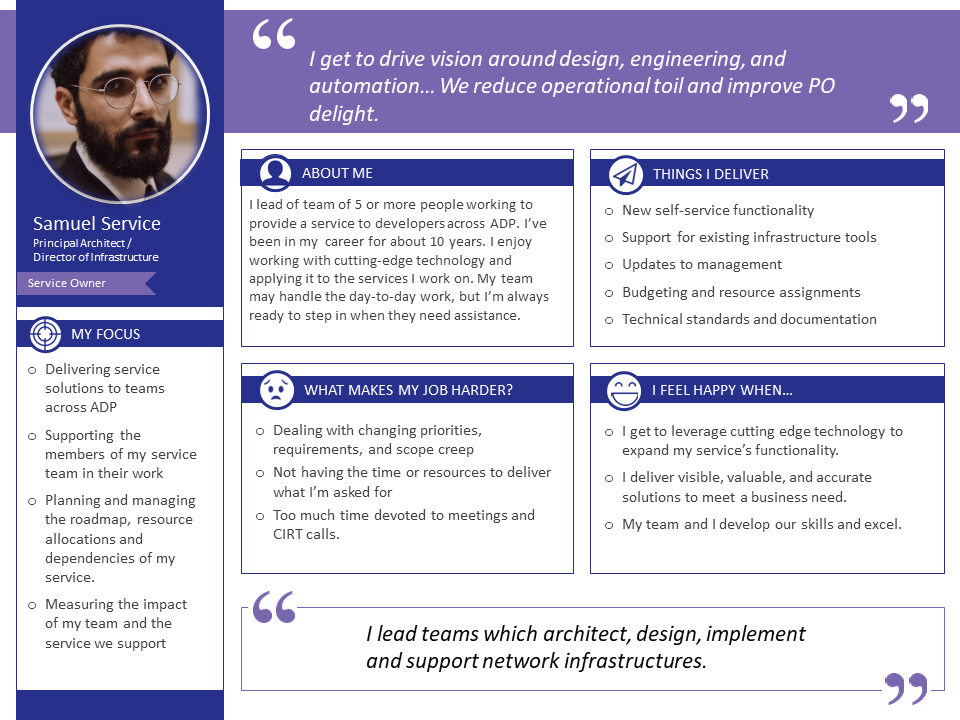 I get to drive vision around design, engineering, and
automation... We reduce operational toil and improve PO
delight.
Samuel Service
Principal Architect /
Director of Infrastructure
Service Owner
MY FOCUS
o Delivering service
solutions to teams
across ADP
o Supporting the
members of my service
team in their work
o Planning and managing
the roadmap, resource
allocations and
dependencies of my
service.
o Measuring the impact
of my team and the
service we support
ABOUT ME
I lead of team of 5 or more people working to
provide a service to developers across ADP. I've
been in my career for about 10 years. I enjoy
working with cutting-edge technology and
applying it to the services I work on. My team
may handle the day-to-day work, but I'm always
ready to step in when they need assistance.
THINGS I DELIVER
o New self-service functionality
o Support for existing infrastructure tools
o Updates to management
o Budgeting and resource assignments
o Technical standards and documentation
WHAT MAKES MY JOB HARDER?
o Dealing with changing priorities,
requirements, and scope creep
o Not having the time or resources to deliver
what I'm asked for
o Too much time devoted to meetings and
CIRT calls.
I FEEL HAPPY WHEN...
o I get to leverage cutting edge technology to
expand my service's functionality.
o I deliver visible, valuable, and accurate
solutions to meet a business need.
o My team and I develop our skills and excel.
I lead teams which architect, design, implement
and support network infrastructures.